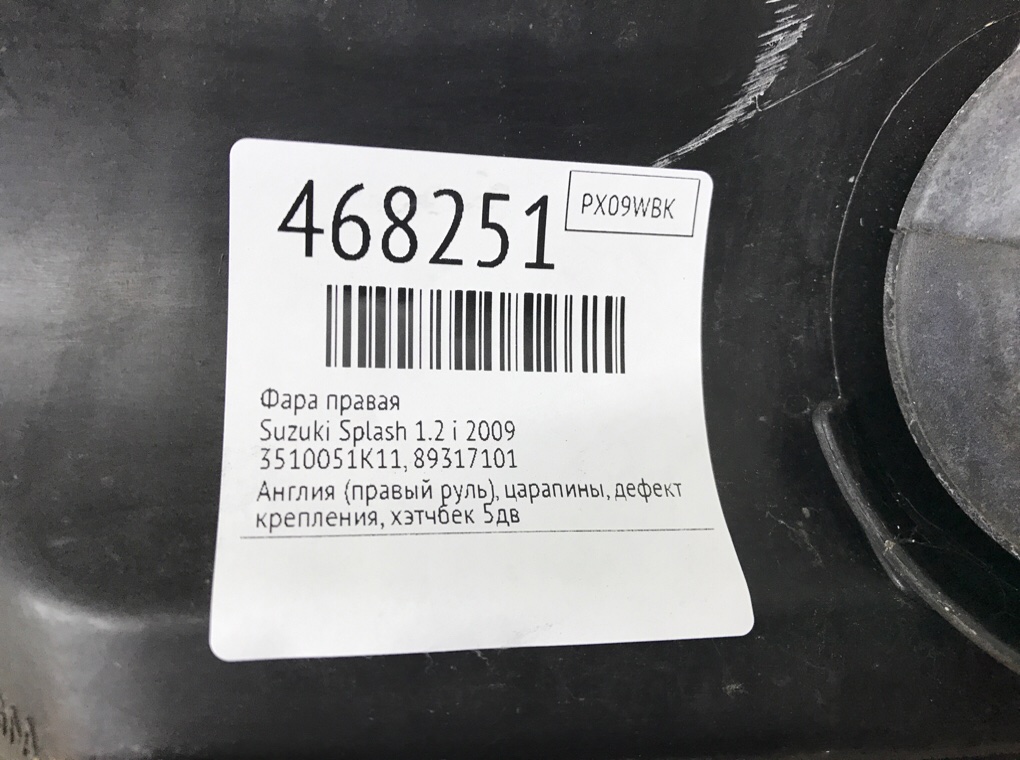 468251
PX09WBK
Фара правая
Suzuki Splash 1.2 i 2009
3510051K11, 89317101
Англия (правый руль), царапины, дефект
крепления, хэтчбек 5дв